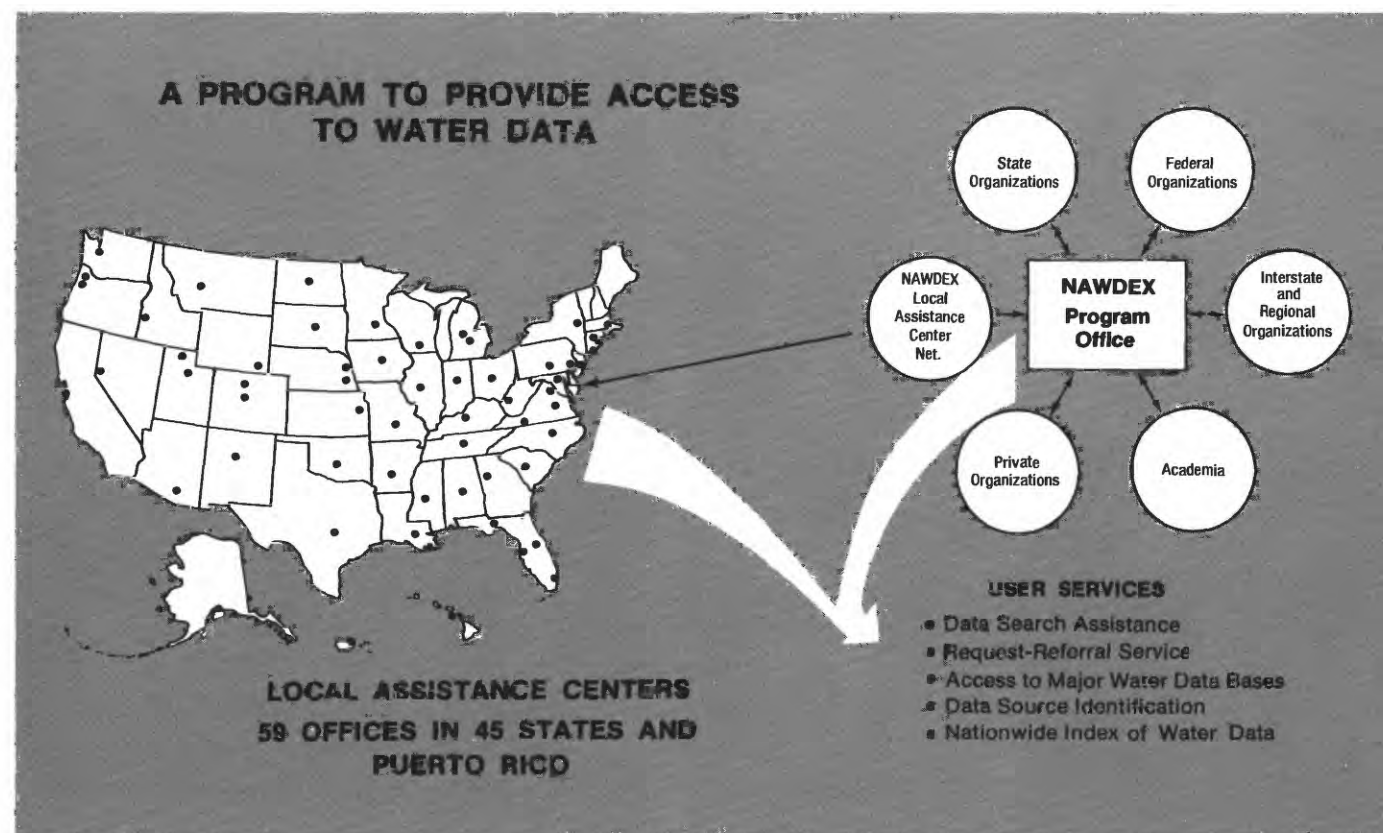 A PROGRAM TO PROVIDE ACCESS
TO WATER DATA
State
Organizations
Federal
Organizations
NAWDEX
Local
Assistance
Center
Net.
NAWDEX
Program
Office
Interstate
and
Regional
Organizations
Private
Organizations
Academia
LOCAL ASSISTANCE CENTERS
59 OFFICES IN 45 STATES AND
PUERTO RICO
USER SERVICES
• Data Search Assistance
• Request-Referral Service
• Access to Major Water Data Bases
• Data Source Identification
• Nationwide Index of Water Data